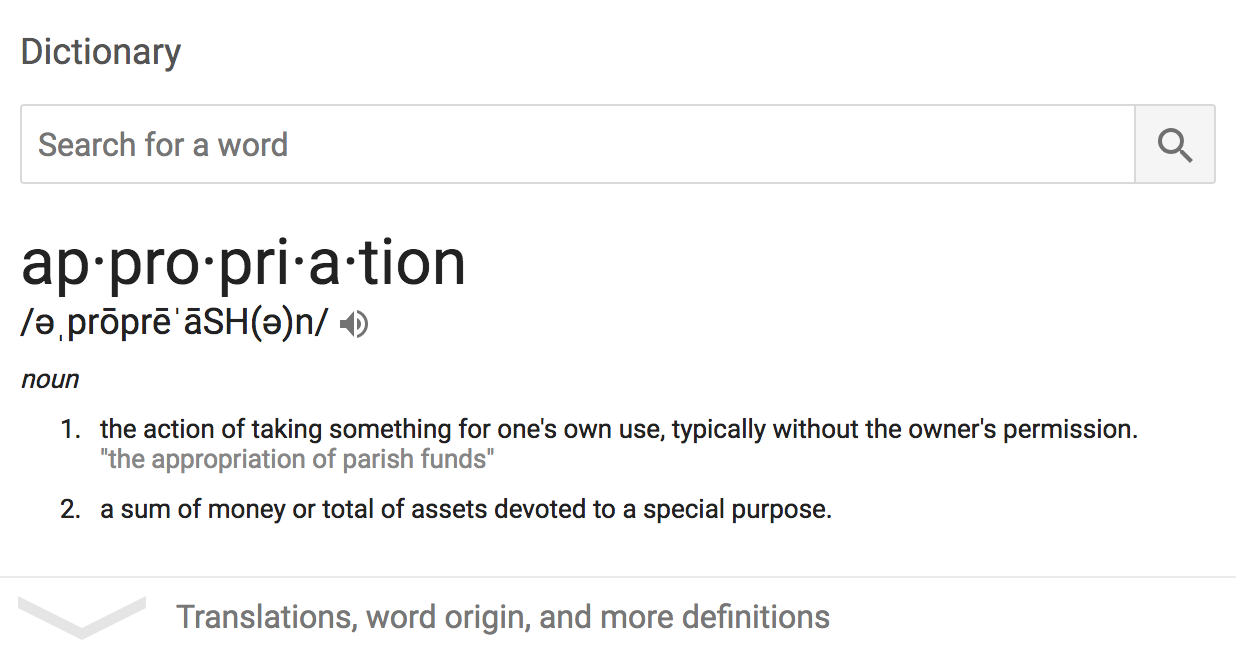 Dictionary
Search for a word
ap·pro·pri·a·tion
/əˌprōprēˈāSH(ə)n/
noun
1. the action of taking something for one's own use, typically without the owner's permission.
"the appropriation of parish funds"
2. a sum of money or total of assets devoted to a special purpose.
Translations, word origin, and more definitions